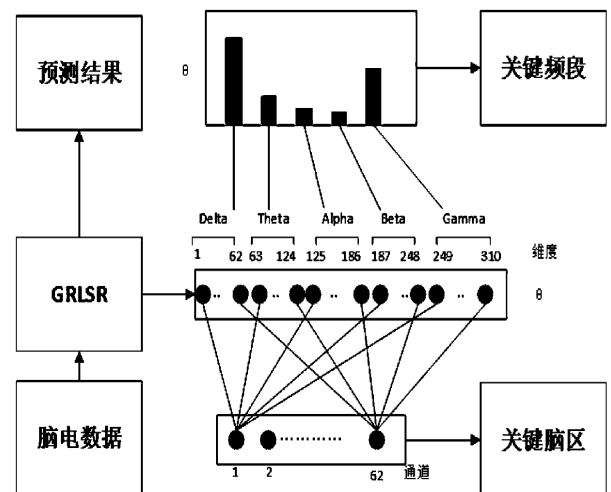 预测结果
θ
关键频段
Delta Theta Alpha Beta Gamma
1 62 63 124 125 186 187 248 249 310 维度
GRLSR
θ
脑电数据
1 2 ············ 62 通道
关键脑区